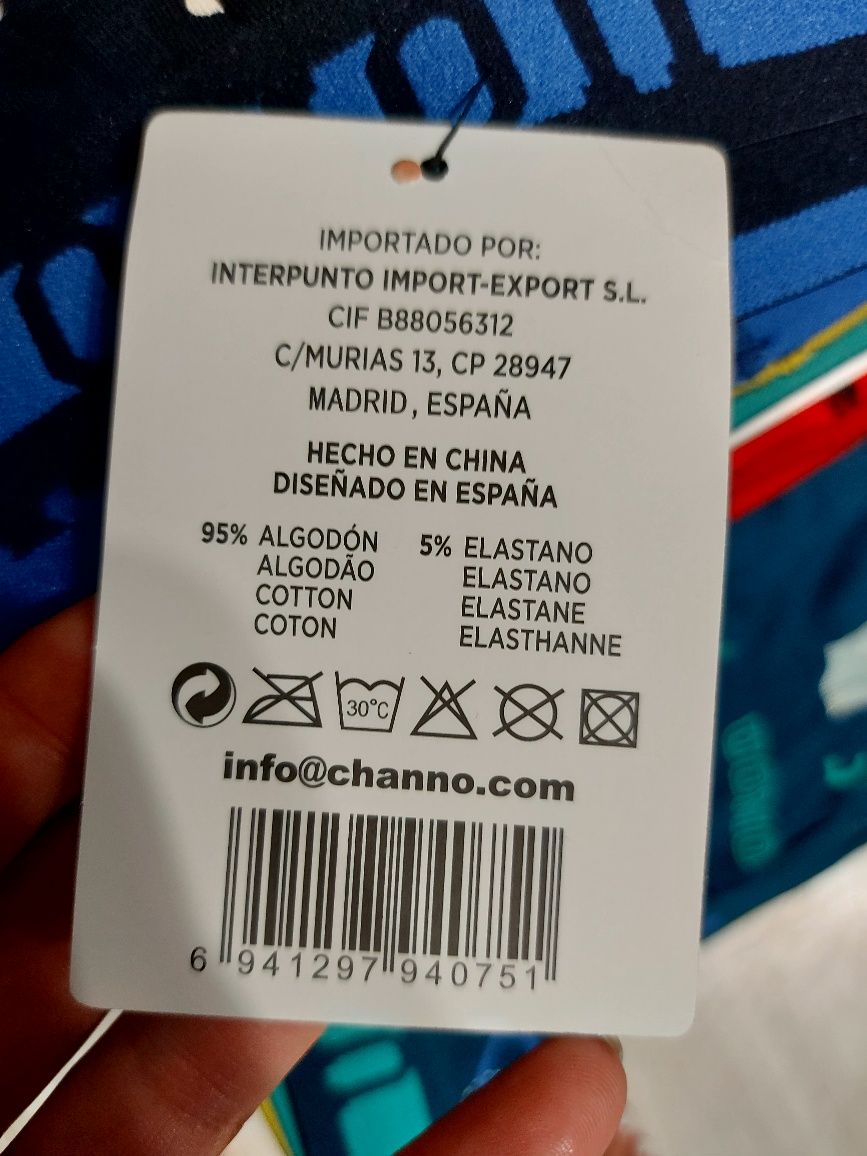 IMPORTADO POR:
INTERPUNTO IMPORT-EXPORT S.L.
CIF B88056312
C/MURIAS 13, CP 28947
MADRID, ESPAÑA
HECHO EN CHINA
DISEÑADO EN ESPAÑA
95% ALGODÓN 5% ELASTANO
ALGODÃO ELASTANO
COTTON ELASTANE
COTON ELASTHANNE
30°C
info@channo.com
6 941297 940751